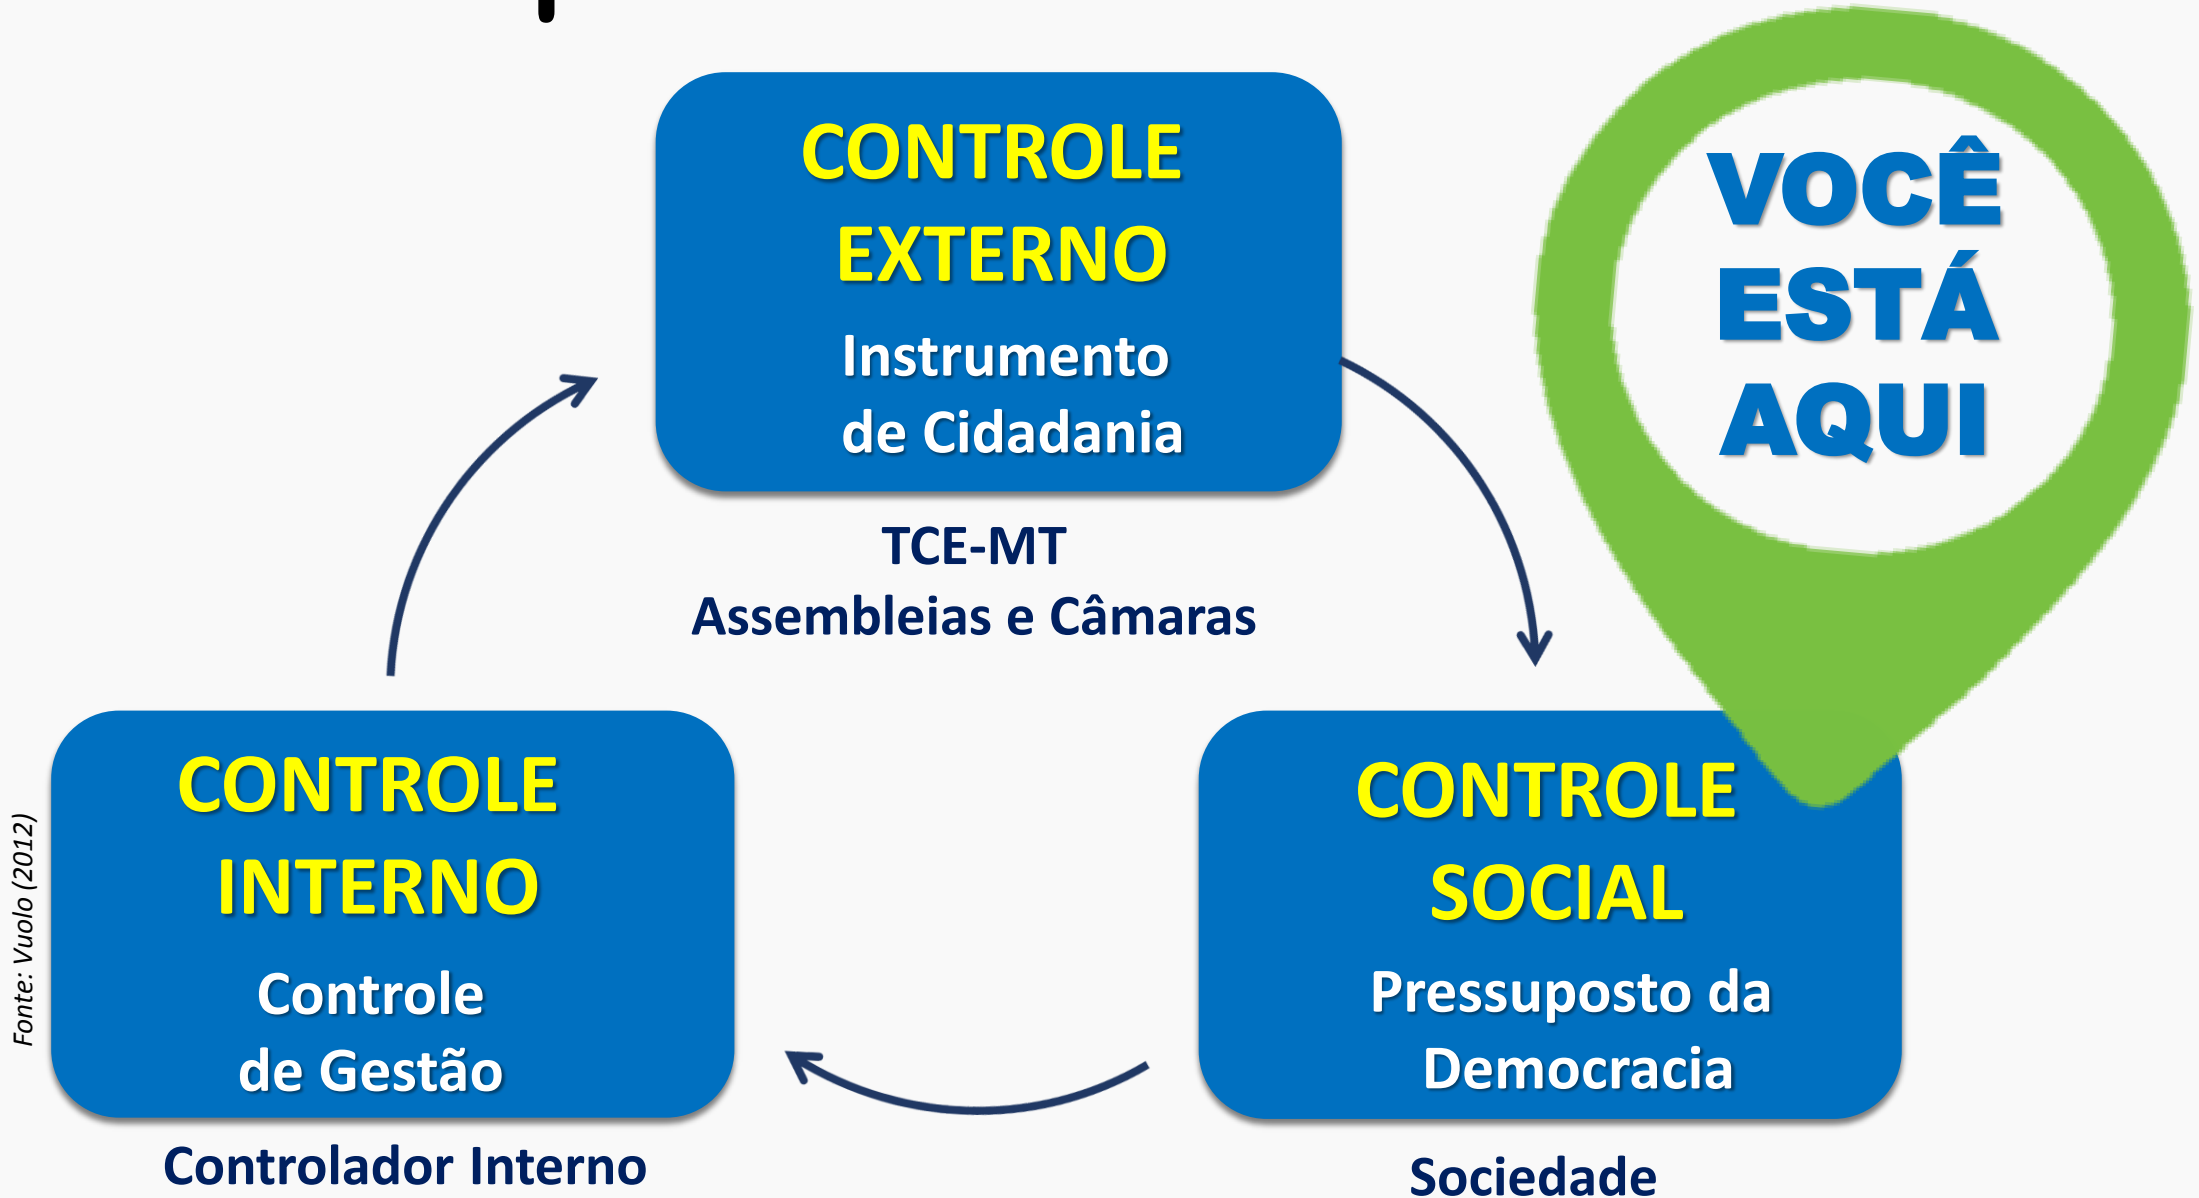 CONTROLE
EXTERNO
Instrumento
de Cidadania
TCE-MT
Assembleias e Câmaras
VOCÊ
ESTÁ
AQUI
CONTROLE
INTERNO
Controle
de Gestão
Controlador Interno
CONTROLE
SOCIAL
Pressuposto da
Democracia
Sociedade
Fonte: Vuolo (2012)